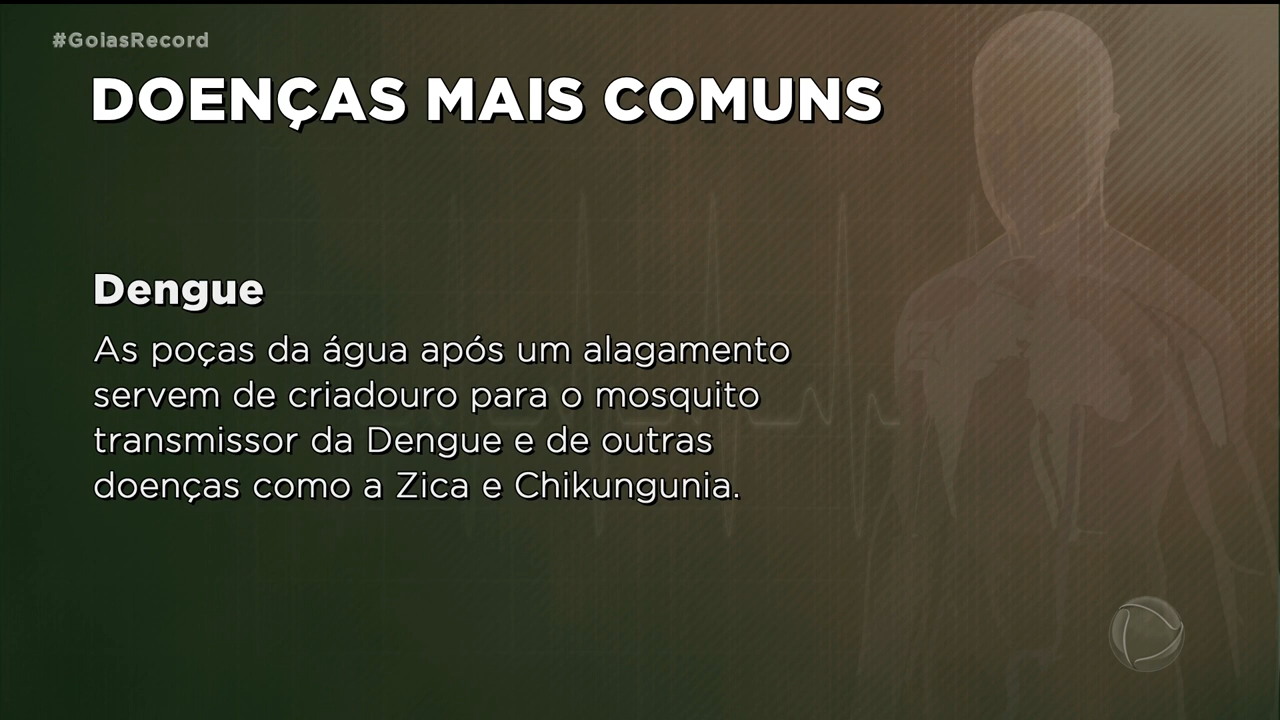 #GoiasRecord
DOENÇAS MAIS COMUNS
Dengue
As poças da água após um alagamento
servem de criadouro para o mosquito
transmissor da Dengue e de outras
doenças como a Zica e Chikungunia.